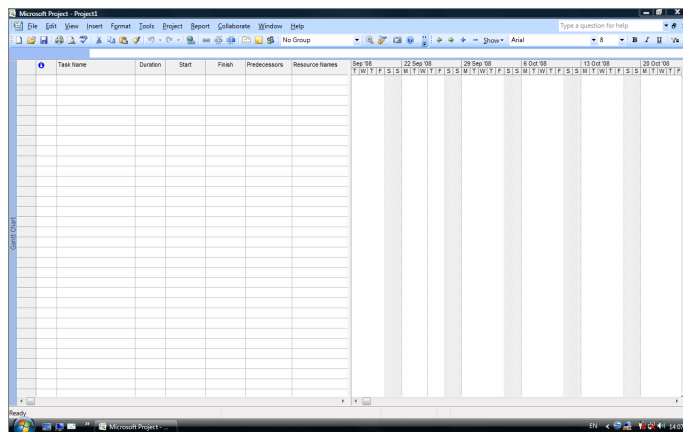 Microsoft Project - Project1
File Edit View Insert Format Tools Project Report Collaborate Window Help
Type a question for help
No Group
Show
Arial
8
B I U
Task Name Duration Start Finish Predecessors Resource Names
Sep '08 22 Sep '08 29 Sep '08 6 Oct '08 13 Oct '08 20 Oct '08
T W T F S S M T W T F S S M T W T F S S M T W T F S S M T W T F S S M T W T F
Gantt Chart
Ready
Microsoft Project - ...
EN
14:07